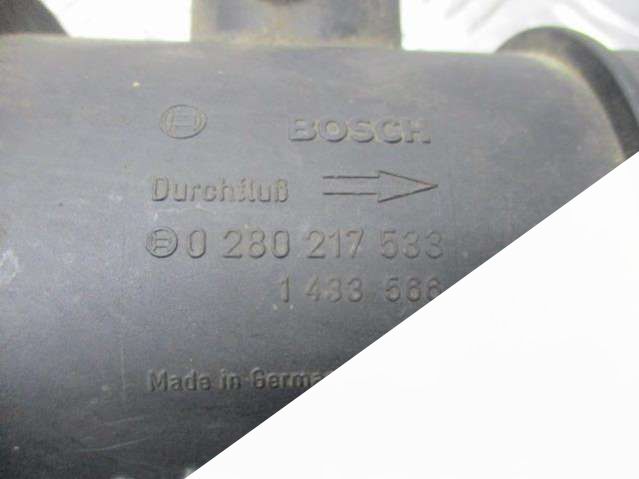 BOSCH
Durchfluß
0 280 217 533
1 433 566
Made in